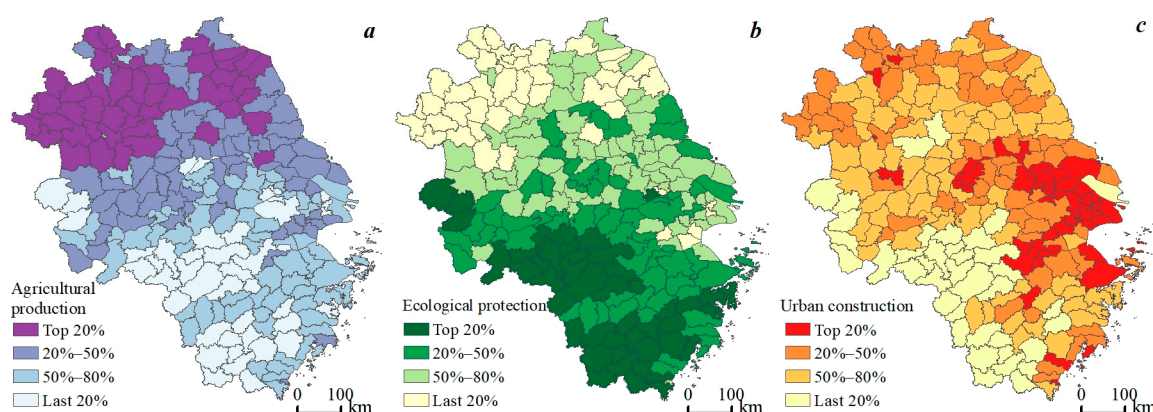 a
Agricultural
production
Top 20%
20%–50%
50%–80%
Last 20%
0 100
km
b
Ecological protection
Top 20%
20%–50%
50%–80%
Last 20%
0 100
km
c
Urban construction
Top 20%
20%–50%
50%–80%
Last 20%
0 100
km